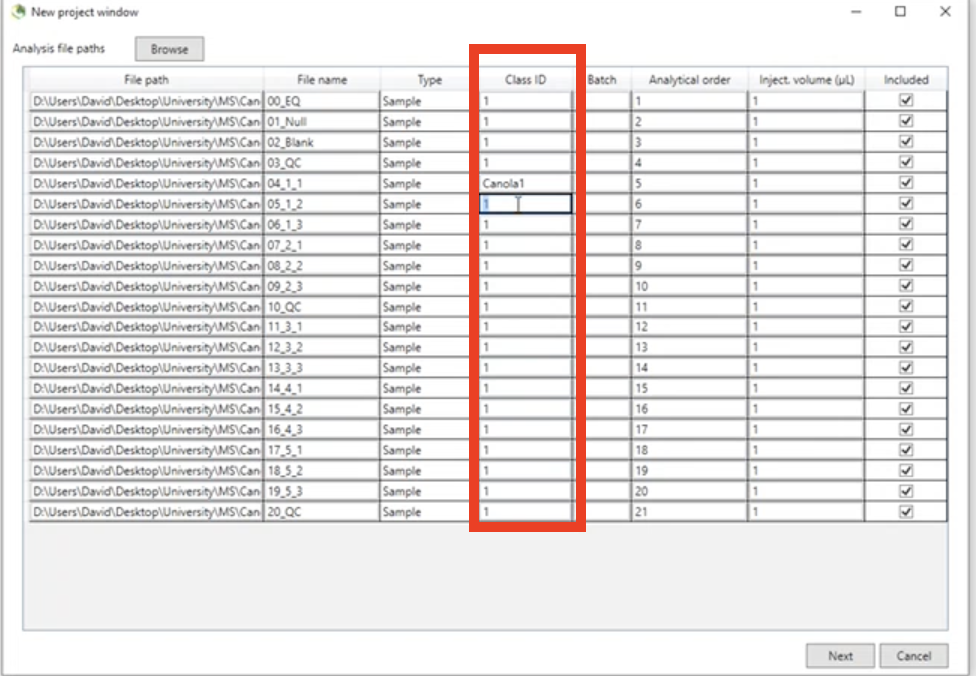 New project window
Analysis file paths Browse
File path File name Type Class ID Batch Analytical order Inject. volume (µL) Included
D:\Users\David\Desktop\University\MS\Can 00_EQ Sample 1 1 1
D:\Users\David\Desktop\University\MS\Can 01_Null Sample 1 2 1
D:\Users\David\Desktop\University\MS\Can 02_Blank Sample 1 3 1
D:\Users\David\Desktop\University\MS\Can 03_QC Sample 1 4 1
D:\Users\David\Desktop\University\MS\Can 04_1_1 Sample Canola1 5 1
D:\Users\David\Desktop\University\MS\Can 05_1_2 Sample 1 6 1
D:\Users\David\Desktop\University\MS\Can 06_1_3 Sample 1 7 1
D:\Users\David\Desktop\University\MS\Can 07_2_1 Sample 1 8 1
D:\Users\David\Desktop\University\MS\Can 08_2_2 Sample 1 9 1
D:\Users\David\Desktop\University\MS\Can 09_2_3 Sample 1 10 1
D:\Users\David\Desktop\University\MS\Can 10_QC Sample 1 11 1
D:\Users\David\Desktop\University\MS\Can 11_3_1 Sample 1 12 1
D:\Users\David\Desktop\University\MS\Can 12_3_2 Sample 1 13 1
D:\Users\David\Desktop\University\MS\Can 13_3_3 Sample 1 14 1
D:\Users\David\Desktop\University\MS\Can 14_4_1 Sample 1 15 1
D:\Users\David\Desktop\University\MS\Can 15_4_2 Sample 1 16 1
D:\Users\David\Desktop\University\MS\Can 16_4_3 Sample 1 17 1
D:\Users\David\Desktop\University\MS\Can 17_5_1 Sample 1 18 1
D:\Users\David\Desktop\University\MS\Can 18_5_2 Sample 1 19 1
D:\Users\David\Desktop\University\MS\Can 19_5_3 Sample 1 20 1
D:\Users\David\Desktop\University\MS\Can 20_QC Sample 1 21 1
Next Cancel